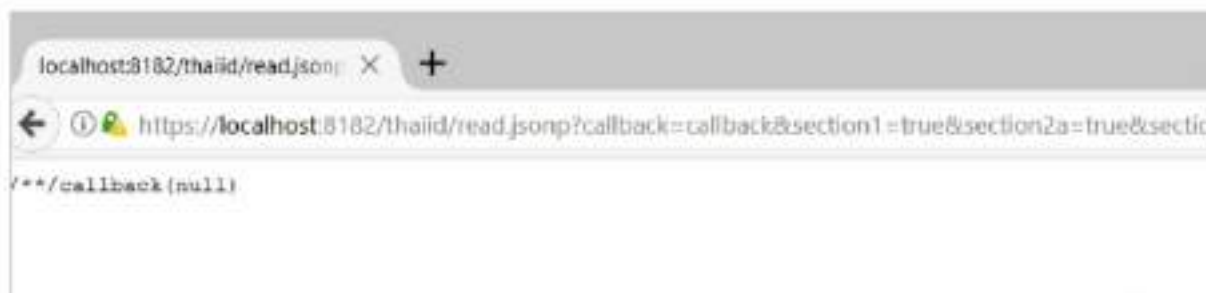 localhost:8182/thaiid/read.jsonp
https://localhost:8182/thaiid/read.jsonp?callback=callback&section1=true&section2a=true&sectio
/**/callback(null)